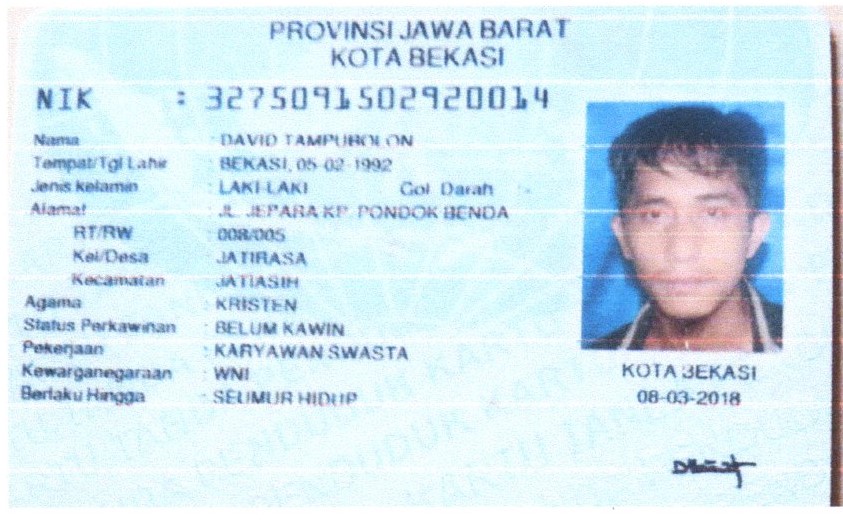 PROVINSI JAWA BARAT
KOTA BEKASI
NIK : 3275091502920014
Nama : DAVID TAMPUBOLON
Tempat/Tgl Lahir : BEKASI, 05-02-1992
Jenis kelamin : LAKI-LAKI Gol. Darah : -
Alamat : JL. JEPARA KP. PONDOK BENDA
RT/RW : 008/005
Kel/Desa : JATIRASA
Kecamatan : JATIASIH
Agama : KRISTEN
Status Perkawinan : BELUM KAWIN
Pekerjaan : KARYAWAN SWASTA
Kewarganegaraan : WNI
Berlaku Hingga : SEUMUR HIDUP
KOTA BEKASI
08-03-2018